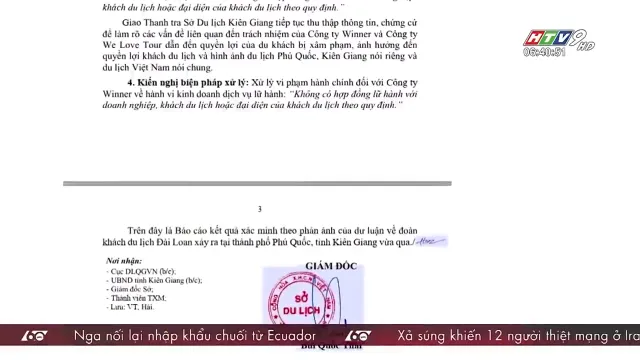 khách du lịch hoặc đại diện của khách du lịch theo quy định.”
HTV9 HD
06:40:51
Giao Thanh tra Sở Du lịch Kiên Giang tiếp tục thu thập thông tin, chứng cứ
để làm rõ các vấn đề liên quan đến trách nhiệm của Công ty Winner và Công ty
We Love Tour dẫn đến quyền lợi của du khách bị xâm phạm, ảnh hưởng đến
quyền lợi khách du lịch và hình ảnh du lịch Phú Quốc, Kiên Giang nói riêng và
du lịch Việt Nam nói chung.
4. Kiến nghị biện pháp xử lý: Xử lý vi phạm hành chính đối với Công ty
Winner về hành vi kinh doanh dịch vụ lữ hành: “Không có hợp đồng lữ hành với
doanh nghiệp, khách du lịch hoặc đại diện của khách du lịch theo quy định.”
3
Trên đây là Báo cáo kết quả xác minh theo phản ánh của dư luận về đoàn
khách du lịch Đài Loan xảy ra tại thành phố Phú Quốc, tỉnh Kiên Giang vừa qua./.
Nơi nhận:
- Cục DLQGVN (b/c);
- UBND tỉnh Kiên Giang (b/c);
- Giám đốc Sở;
- Thành viên TXM;
- Lưu: VT, Hải.
GIÁM ĐỐC
SỞ
DU LỊCH
Bùi Quốc Thái
60
Nga nối lại nhập khẩu chuối từ Ecuador
60
Xả súng khiến 12 người thiệt mạng ở Ira